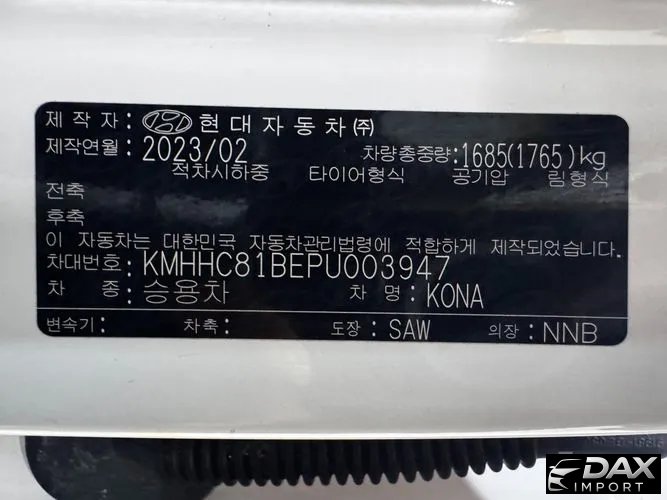 제 작 자 : 현 대 자 동 차 ㈜
제작연월 : 2023/02 차량총중량 : 1685(1765)kg
적차시하중 타이어형식 공기압 림형식
전축
후축
이 자동차는 대한민국 자동차관리법령에 적합하게 제작되었습니다.
차대번호 : KMHHC81BEPU003947
차 종 : 승용차 차 명 : KONA
변속기 : 차축 : 도장 : SAW 의장 : NNB
DAX
IMPORT